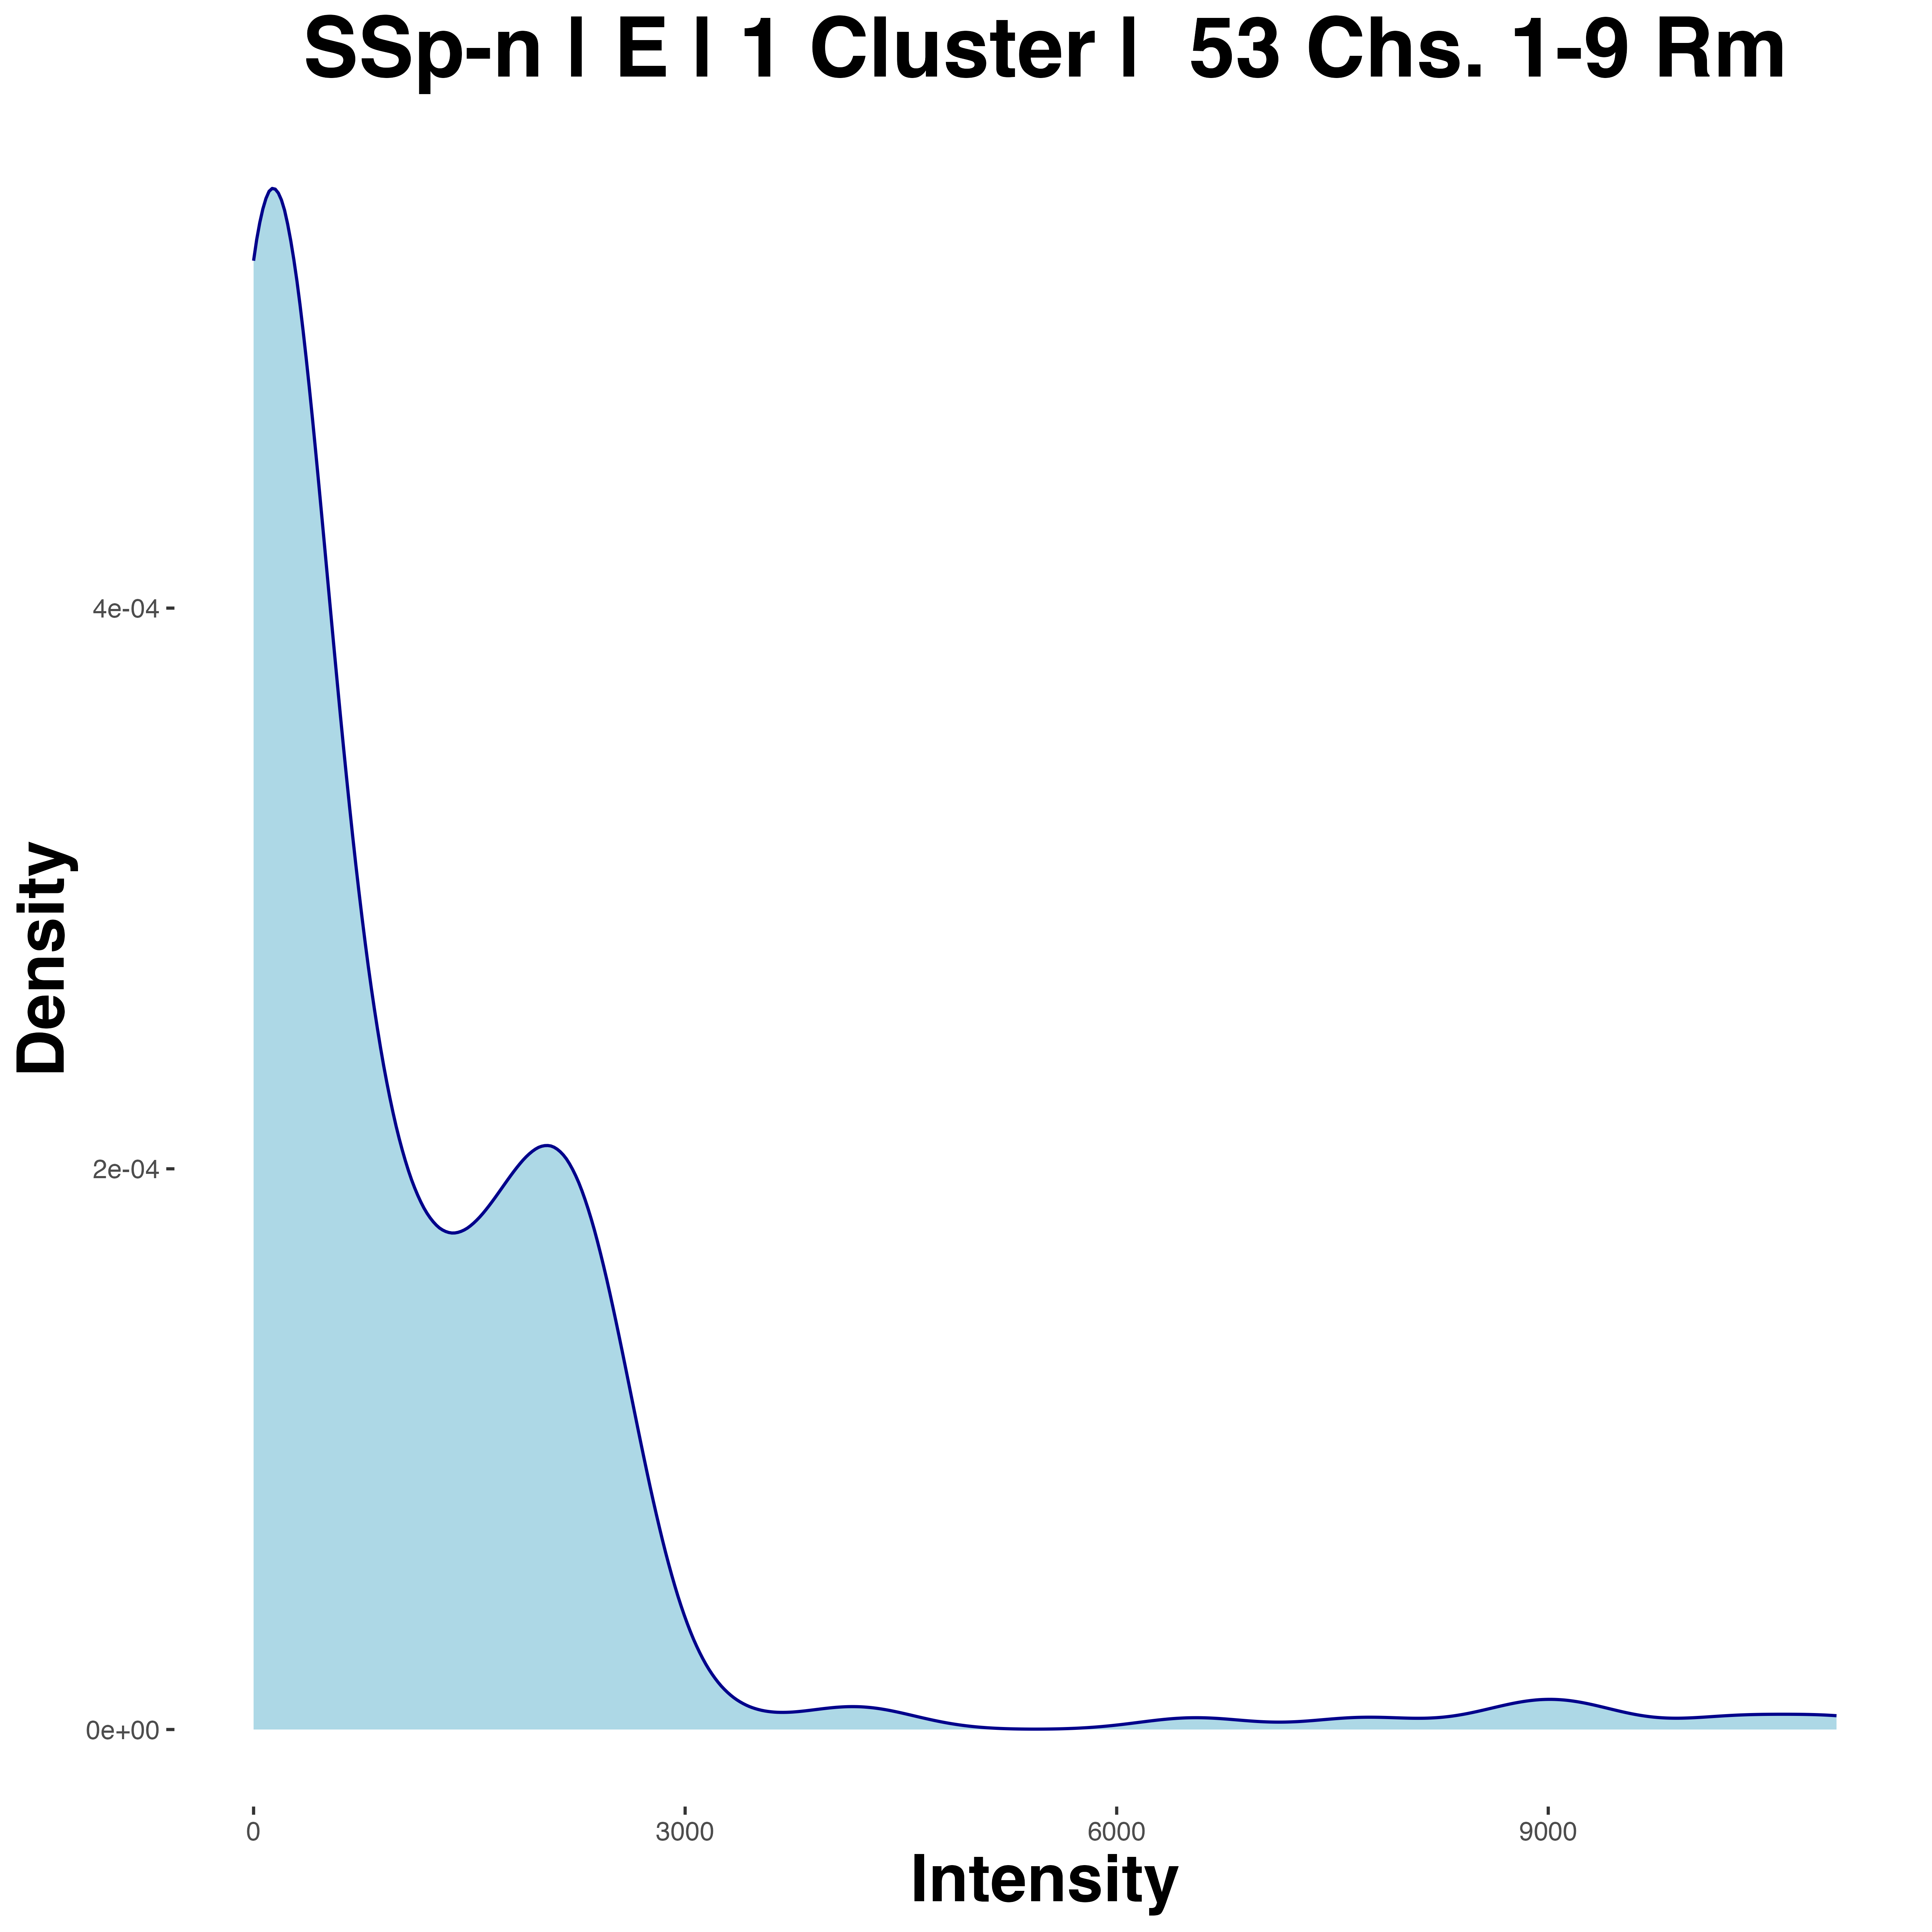 SSp-n | E | 1 Cluster | 53 Chs. 1-9 Rm
Density
4e-04
2e-04
0e+00
0 3000 6000 9000
Intensity